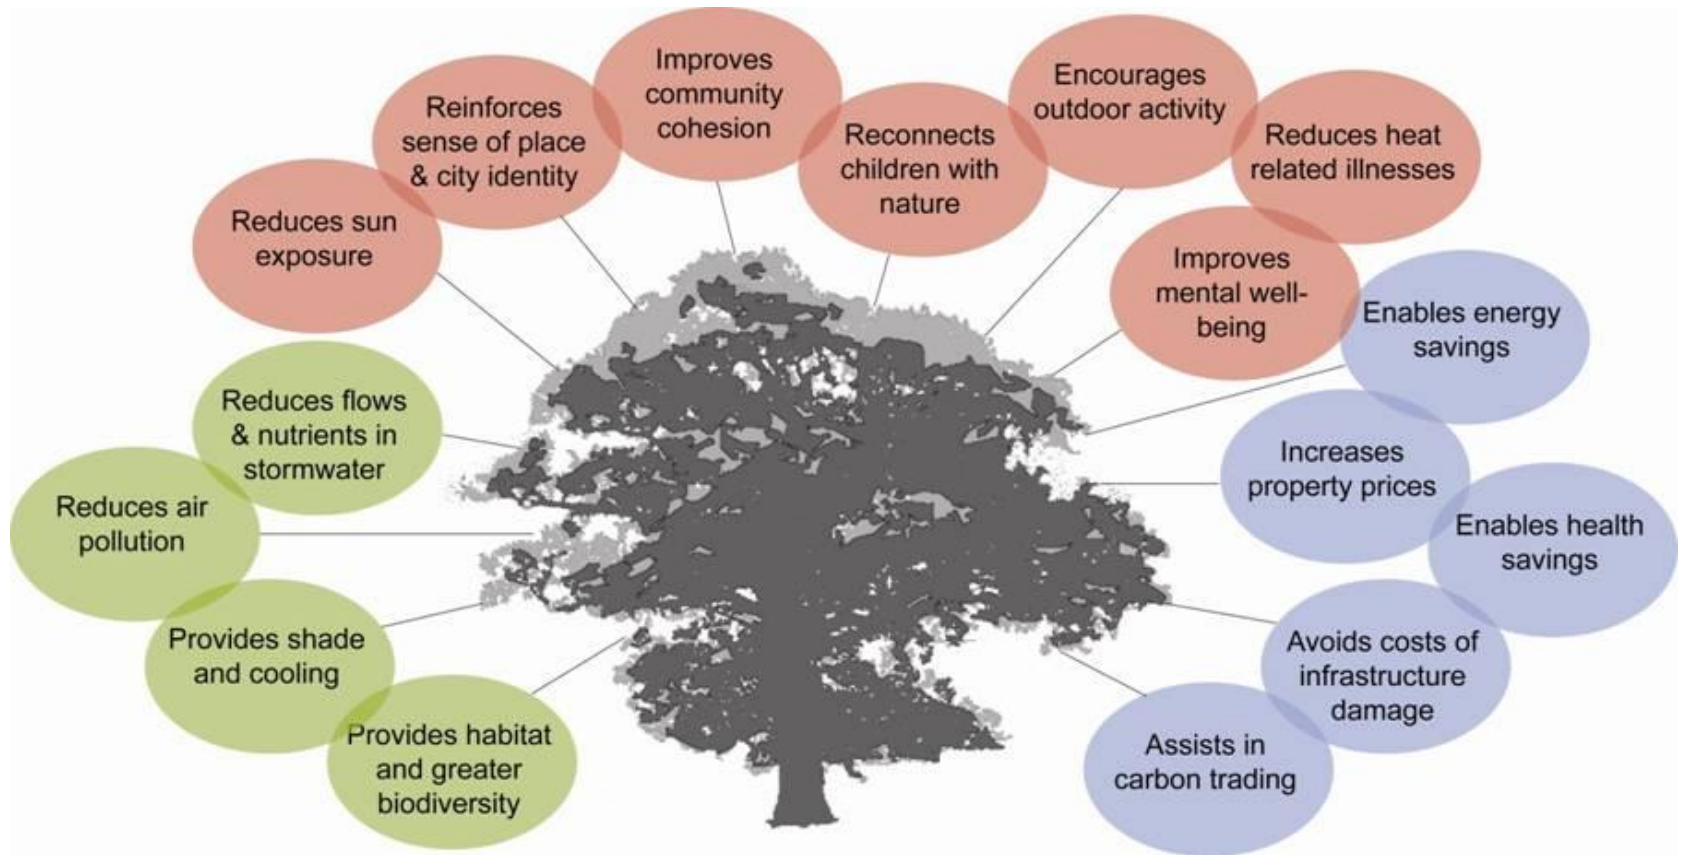 Improves
community
cohesion
Encourages
outdoor activity
Reinforces
sense of place
& city identity
Reconnects
children with
nature
Reduces heat
related illnesses
Reduces sun
exposure
Improves
mental well-
being
Enables energy
savings
Reduces flows
& nutrients in
stormwater
Increases
property prices
Reduces air
pollution
Enables health
savings
Provides shade
and cooling
Avoids costs of
infrastructure
damage
Provides habitat
and greater
biodiversity
Assists in
carbon trading